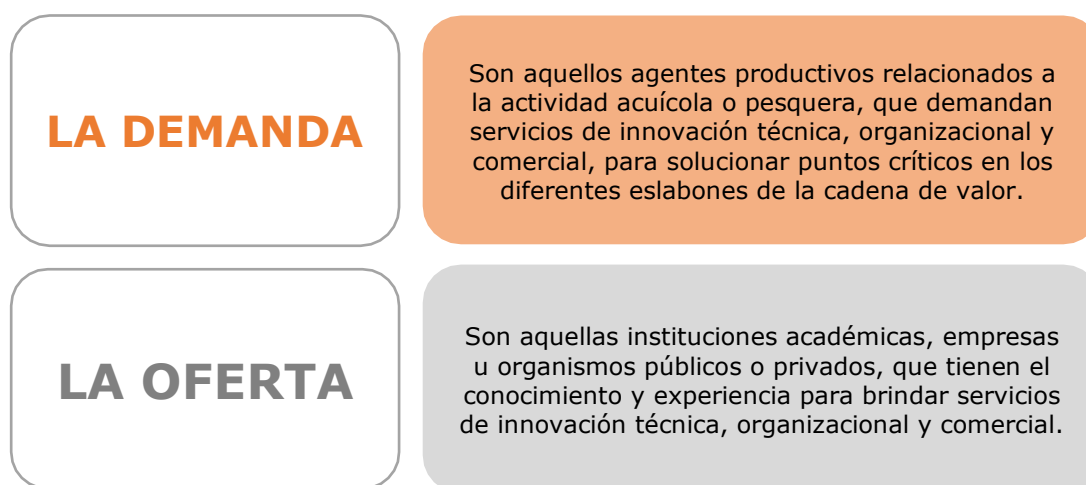 LA DEMANDA
Son aquellos agentes productivos relacionados a
la actividad acuícola o pesquera, que demandan
servicios de innovación técnica, organizacional y
comercial, para solucionar puntos críticos en los
diferentes eslabones de la cadena de valor.
LA OFERTA
Son aquellas instituciones académicas, empresas
u organismos públicos o privados, que tienen el
conocimiento y experiencia para brindar servicios
de innovación técnica, organizacional y comercial.